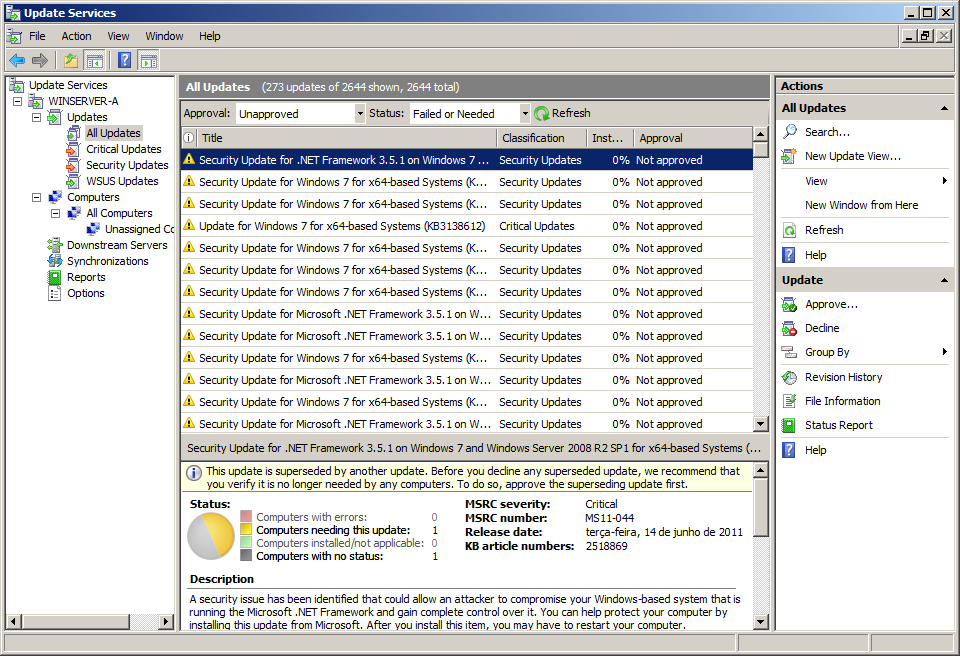 Update Services
File Action View Window Help
Update Services
WINSERVER-A
Updates
All Updates
Critical Updates
Security Updates
WSUS Updates
Computers
All Computers
Unassigned Co
Downstream Servers
Synchronizations
Reports
Options
All Updates (273 updates of 2644 shown, 2644 total)
Approval: Unapproved Status: Failed or Needed Refresh
Title Classification Inst... Approval
Security Update for .NET Framework 3.5.1 on Windows 7 ... Security Updates 0% Not approved
Security Update for Windows 7 for x64-based Systems (K... Security Updates 0% Not approved
Security Update for Windows 7 for x64-based Systems (K... Security Updates 0% Not approved
Update for Windows 7 for x64-based Systems (KB3138612) Critical Updates 0% Not approved
Security Update for Windows 7 for x64-based Systems (K... Security Updates 0% Not approved
Security Update for Windows 7 for x64-based Systems (K... Security Updates 0% Not approved
Security Update for Windows 7 for x64-based Systems (K... Security Updates 0% Not approved
Security Update for Microsoft .NET Framework 3.5.1 on W... Security Updates 0% Not approved
Security Update for Microsoft .NET Framework 3.5.1 on W... Security Updates 0% Not approved
Security Update for Windows 7 for x64-based Systems (K... Security Updates 0% Not approved
Security Update for Microsoft .NET Framework 3.5.1 on W... Security Updates 0% Not approved
Security Update for Windows 7 for x64-based Systems (K... Security Updates 0% Not approved
Security Update for Microsoft .NET Framework 3.5.1 on W... Security Updates 0% Not approved
Security Update for .NET Framework 3.5.1 on Windows 7 and Windows Server 2008 R2 SP1 for x64-based Systems (...
This update is superseded by another update. Before you decline any superseded update, we recommend that
you verify it is no longer needed by any computers. To do so, approve the superseding update first.
Status:
Computers with errors: 0
Computers needing this update: 1
Computers installed/not applicable: 0
Computers with no status: 1
MSRC severity: Critical
MSRC number: MS11-044
Release date: terça-feira, 14 de junho de 2011
KB article numbers: 2518869
Description
A security issue has been identified that could allow an attacker to compromise your Windows-based system that is
running the Microsoft .NET Framework and gain complete control over it. You can help protect your computer by
installing this update from Microsoft. After you install this item, you may have to restart your computer.
Actions
All Updates
Search...
New Update View...
View
New Window from Here
Refresh
Help
Update
Approve...
Decline
Group By
Revision History
File Information
Status Report
Help